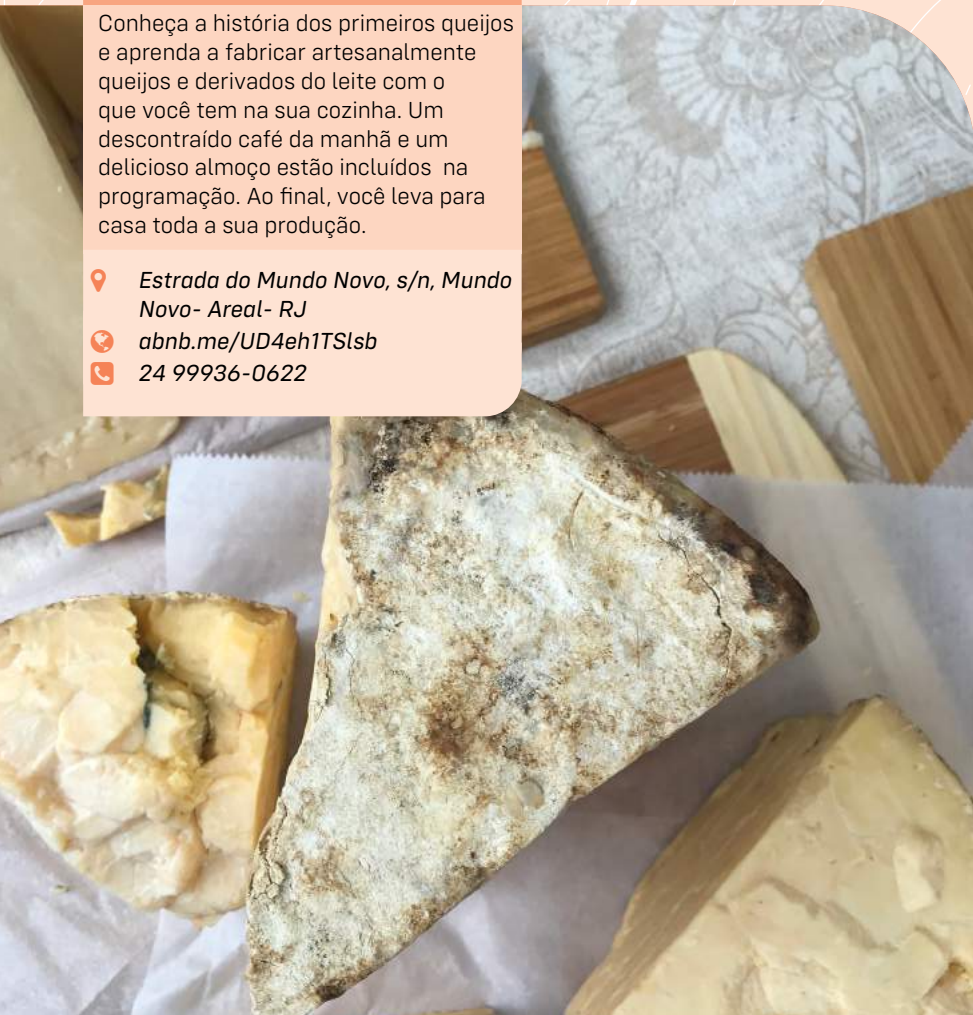 Conheça a história dos primeiros queijos
e aprenda a fabricar artesanalmente
queijos e derivados do leite com o
que você tem na sua cozinha. Um
descontraído café da manhã e um
delicioso almoço estão incluídos  na
programação. Ao final, você leva para
casa toda a sua produção.
Estrada do Mundo Novo, s/n, Mundo
Novo- Areal- RJ
abnb.me/UD4eh1TSlsb
24 99936-0622